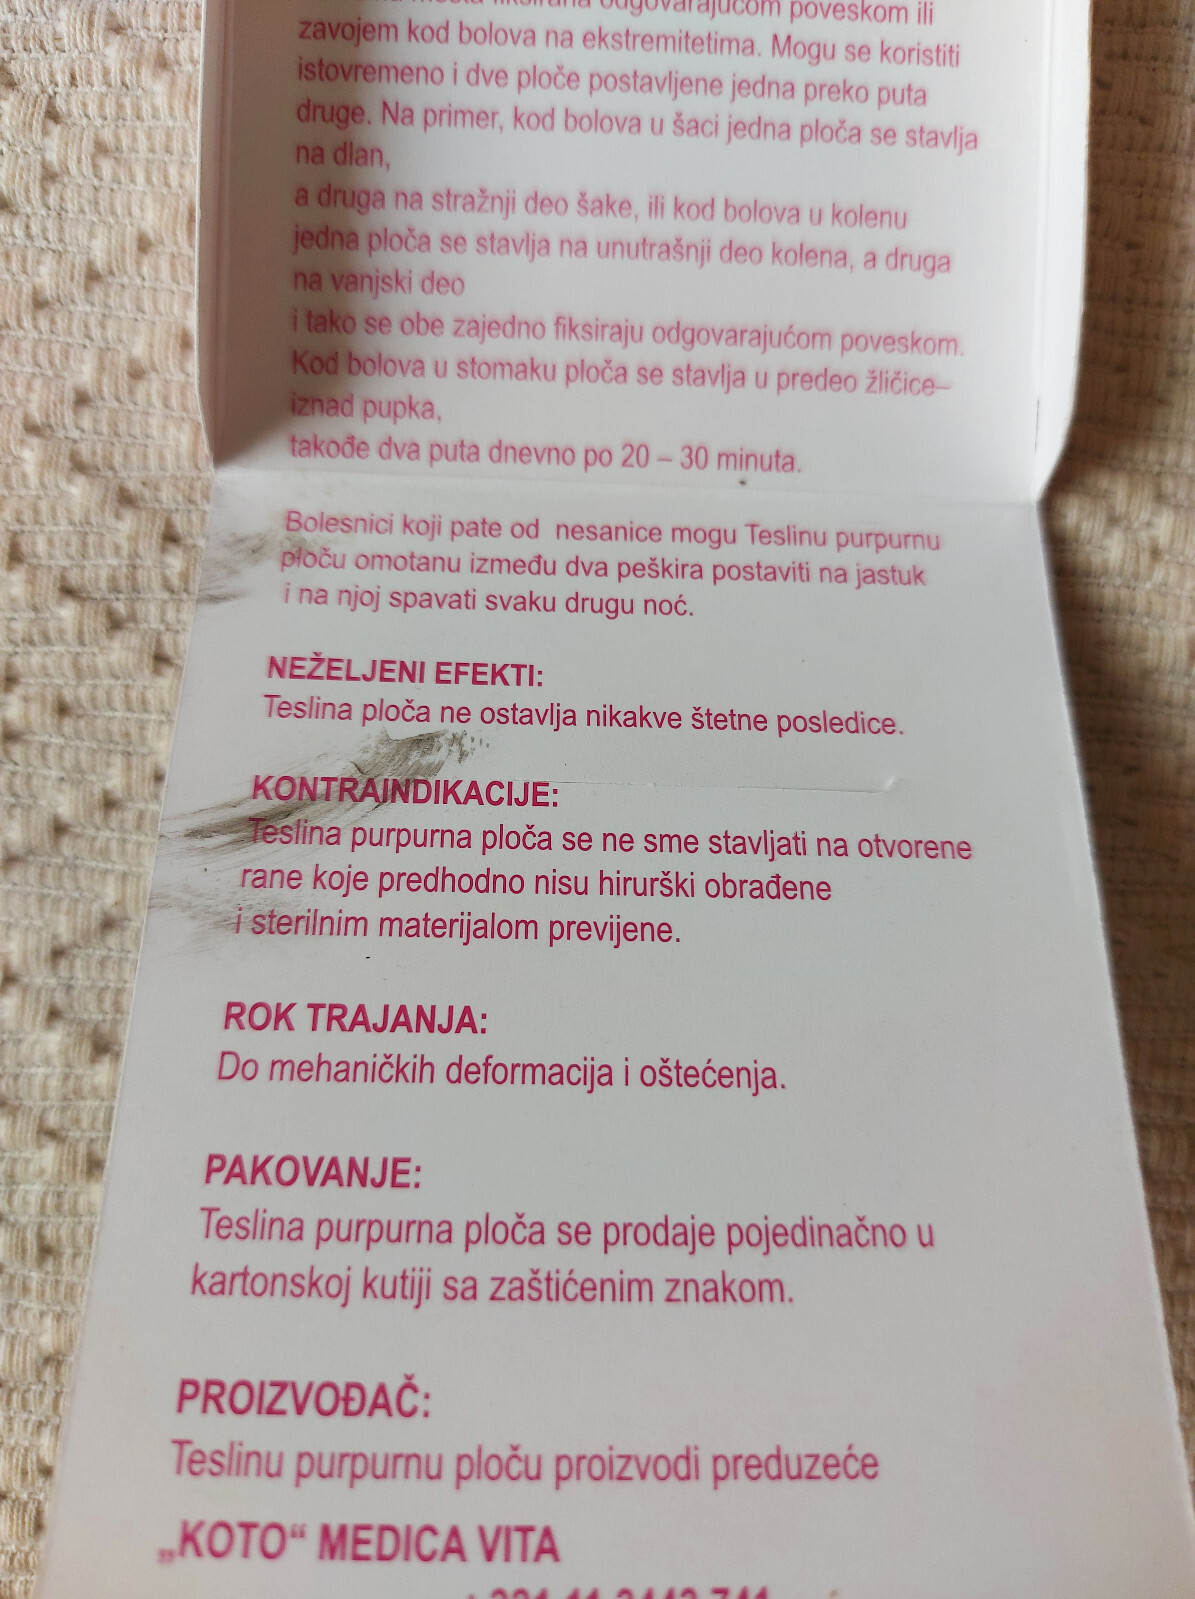 fiksirana odgovarajućom poveskom ili
zavojem kod bolova na ekstremitetima. Mogu se koristiti
istovremeno i dve ploče postavljene jedna preko puta
druge. Na primer, kod bolova u šaci jedna ploča se stavlja
na dlan,
a druga na stražnji deo šake, ili kod bolova u kolenu
jedna ploča se stavlja na unutrašnji deo kolena, a druga
na vanjski deo
i tako se obe zajedno fiksiraju odgovarajućom poveskom.
Kod bolova u stomaku ploča se stavlja u predeo žličice–
iznad pupka,
takođe dva puta dnevno po 20 – 30 minuta.
Bolesnici koji pate od nesanice mogu Teslinu purpurnu
ploču omotanu između dva peškira postaviti na jastuk
i na njoj spavati svaku drugu noć.
NEŽELJENI EFEKTI:
Teslina ploča ne ostavlja nikakve štetne posledice.
KONTRAINDIKACIJE:
Teslina purpurna ploča se ne sme stavljati na otvorene
rane koje predhodno nisu hirurški obrađene
i sterilnim materijalom previjene.
ROK TRAJANJA:
Do mehaničkih deformacija i oštećenja.
PAKOVANJE:
Teslina purpurna ploča se prodaje pojedinačno u
kartonskoj kutiji sa zaštićenim znakom.
PROIZVOĐAČ:
Teslinu purpurnu ploču proizvodi preduzeće
„KOTO“ MEDICA VITA